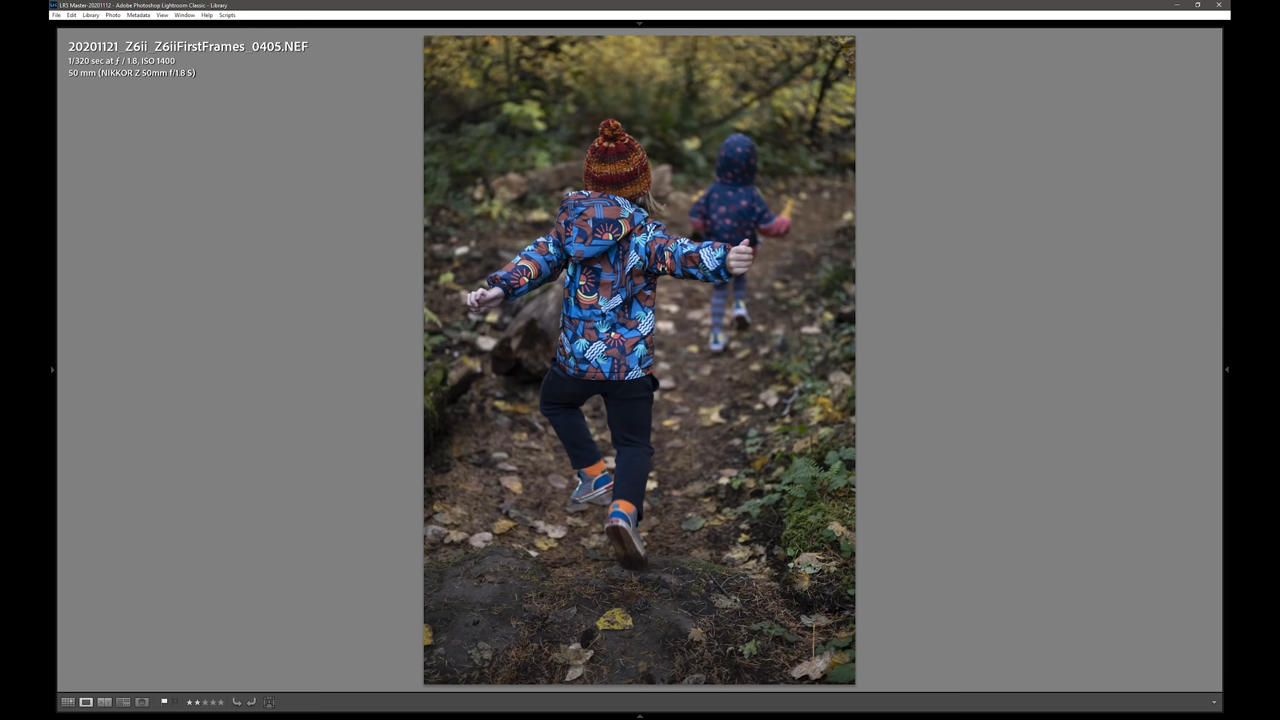 LRS Master-20201112 - Adobe Photoshop Lightroom Classic - Library
File Edit Library Photo Metadata View Window Help Scripts
20201121_Z6ii_Z6iiFirstFrames_0405.NEF
1/320 sec at ƒ / 1.8, ISO 1400
50 mm (NIKKOR Z 50mm f/1.8 S)